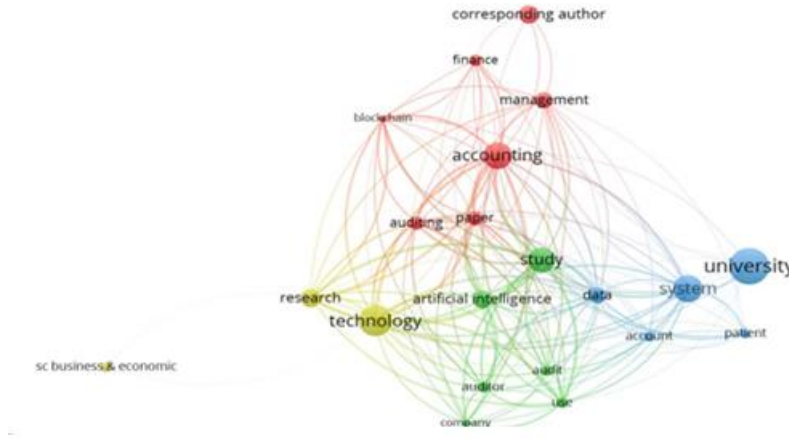 corresponding author
finance
management
blockchain
accounting
auditing
paper
study
university
system
data
research
artificial intelligence
technology
account
patient
sc business & economic
audit
auditor
use
company